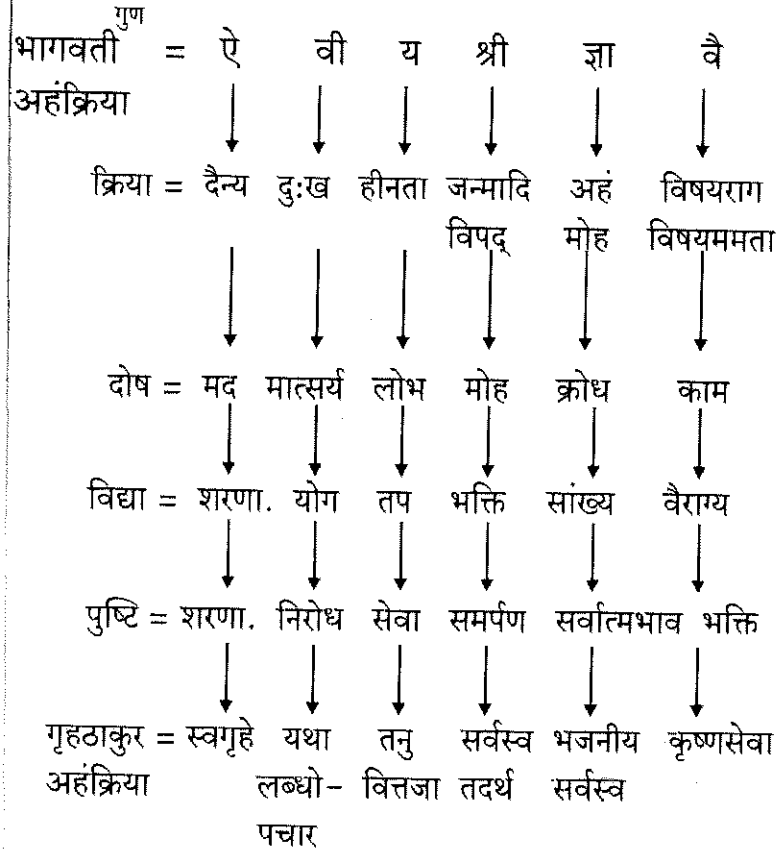 गुण
भागवती = ऐ वी य श्री ज्ञा वै
अहंक्रिया
क्रिया = दैन्य दुःख हीनता जन्मादि अहं विषयराग
विपद् मोह विषयममता
दोष = मद मात्सर्य लोभ मोह क्रोध काम
विद्या = शरणा. योग तप भक्ति सांख्य वैराग्य
पुष्टि = शरणा. निरोध सेवा समर्पण सर्वात्मभाव भक्ति
गृहठाकुर = स्वगृहे यथा तनु सर्वस्व भजनीय कृष्णसेवा
अहंक्रिया लब्धो- वित्तजा तदर्थ सर्वस्व
पचार